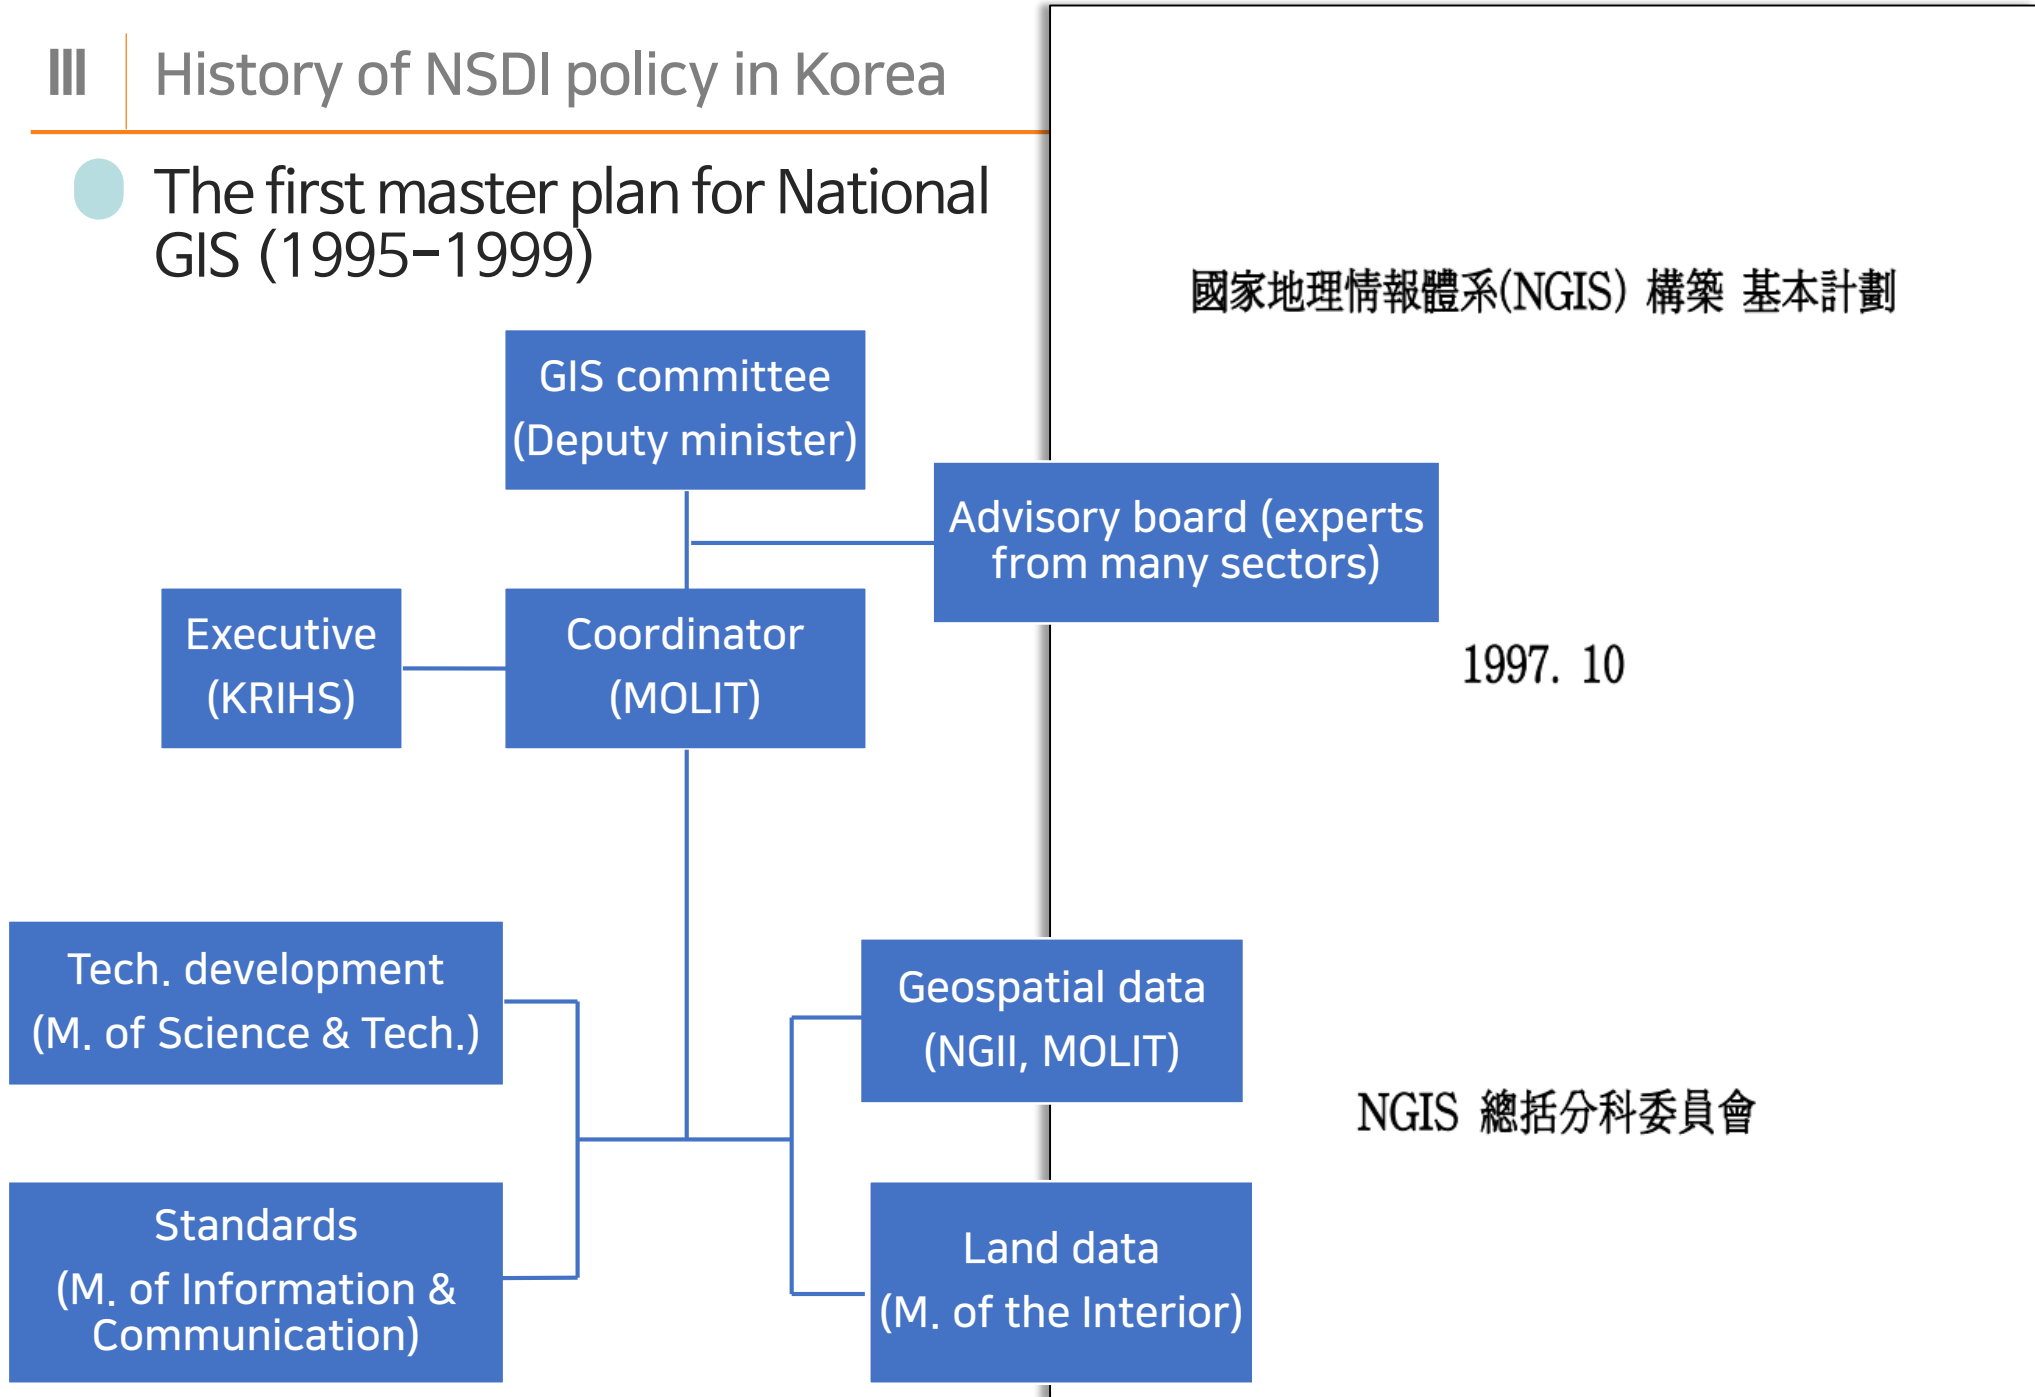 III
History of NSDI policy in Korea
The first master plan for National
GIS (1995-1999)
國家地理情報體系(NGIS) 構築 基本計劃
GIS committee
(Deputy minister)
Advisory board (experts
from many sectors)
Executive
(KRIHS)
Coordinator
(MOLIT)
1997. 10
Tech. development
(M. of Science & Tech.)
Geospatial data
(NGII, MOLIT)
NGIS 總括分科委員會
Standards
(M. of Information &
Communication)
Land data
(M. of the Interior)